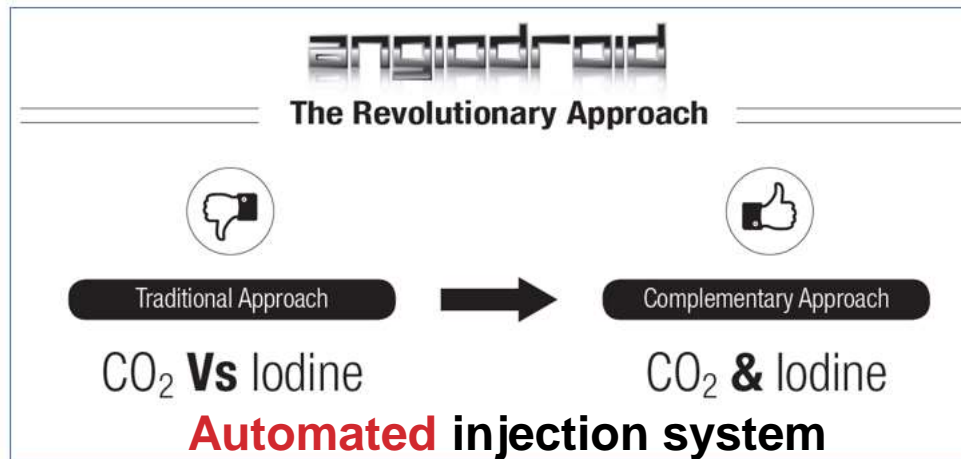 angiodroid
The Revolutionary Approach
Traditional Approach
Complementary Approach
CO₂ Vs Iodine
CO₂ & Iodine
Automated injection system